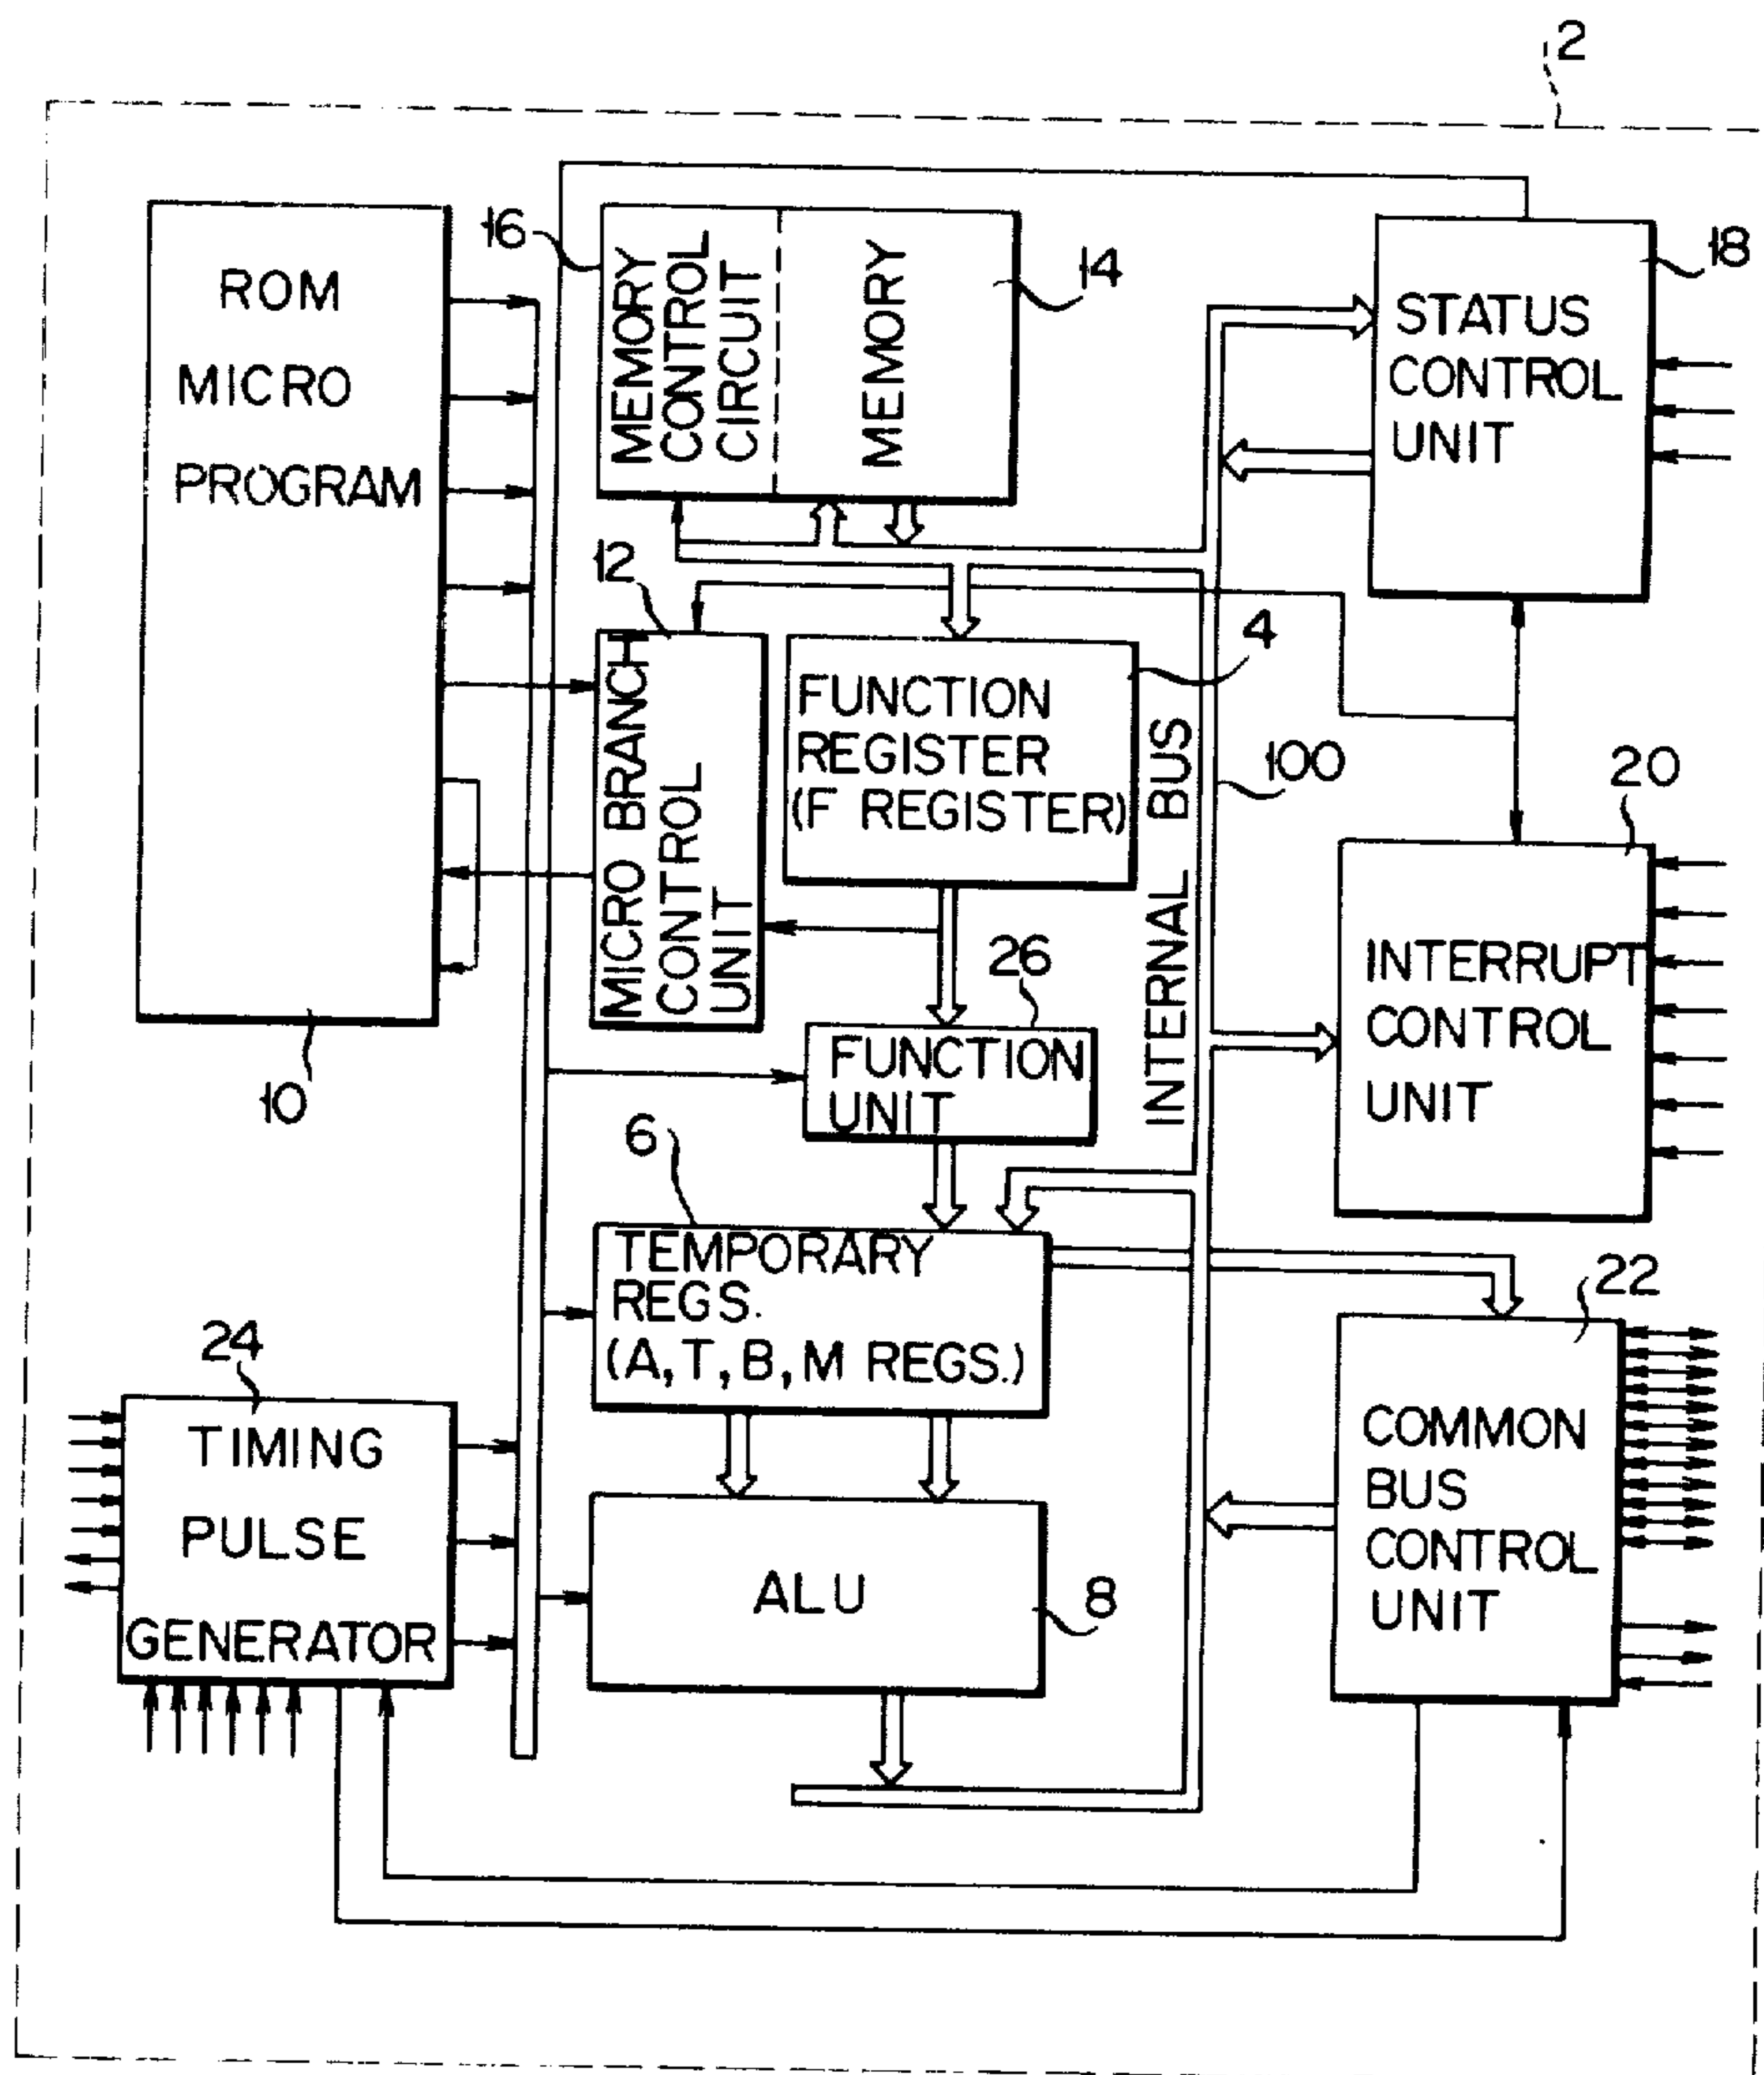 2
ROM
MICRO
PROGRAM
10
16
MEMORY
CONTROL
CIRCUIT
MEMORY
14
STATUS
CONTROL
UNIT
18
12
MICRO BRANCH
CONTROL
UNIT
FUNCTION
REGISTER
(F REGISTER)
4
INTERNAL BUS
100
20
INTERRUPT
CONTROL
UNIT
26
FUNCTION
UNIT
6
TEMPORARY
REGS.
(A, T, B, M REGS.)
22
COMMON
BUS
CONTROL
UNIT
24
TIMING
PULSE
GENERATOR
ALU
8